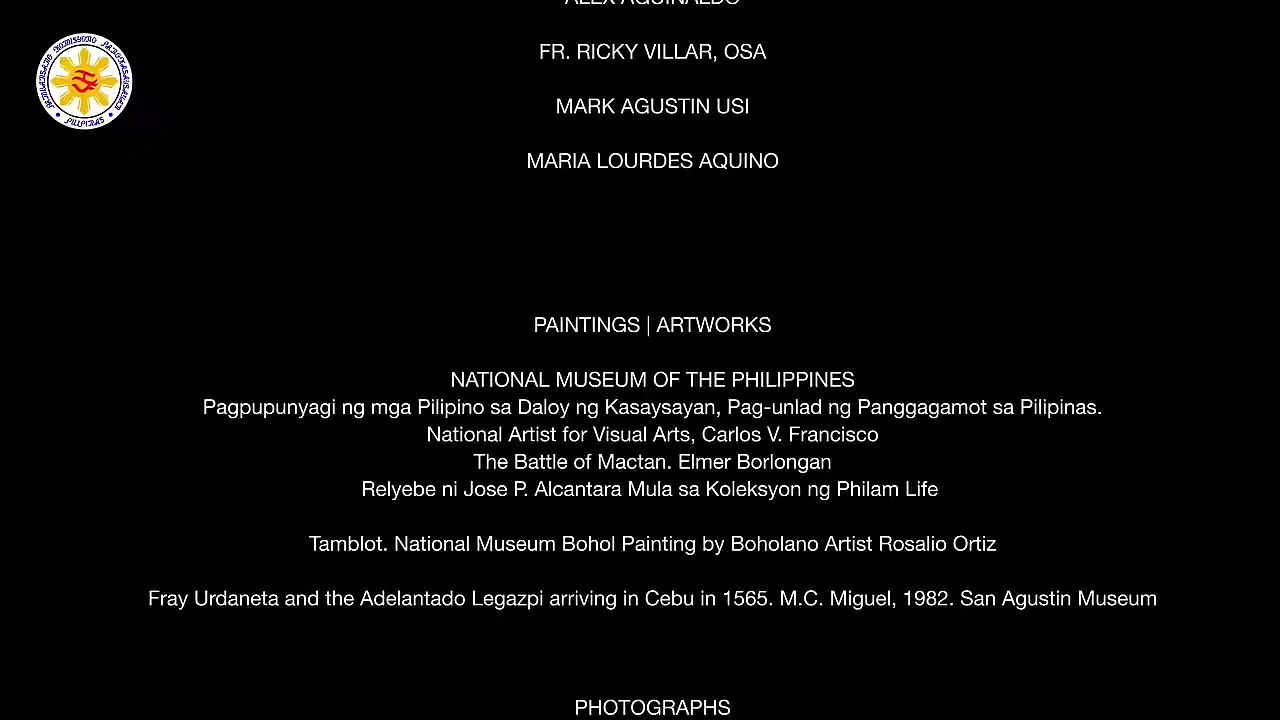 ALEX AGUINALDO
FR. RICKY VILLAR, OSA
MARK AGUSTIN USI
MARIA LOURDES AQUINO
PAINTINGS | ARTWORKS
NATIONAL MUSEUM OF THE PHILIPPINES
Pagpupunyagi ng mga Pilipino sa Daloy ng Kasaysayan, Pag-unlad ng Panggagamot sa Pilipinas.
National Artist for Visual Arts, Carlos V. Francisco
The Battle of Mactan. Elmer Borlongan
Relyebe ni Jose P. Alcantara Mula sa Koleksyon ng Philam Life
Tamblot. National Museum Bohol Painting by Boholano Artist Rosalio Ortiz
Fray Urdaneta and the Adelantado Legazpi arriving in Cebu in 1565. M.C. Miguel, 1982. San Agustin Museum
PHOTOGRAPHS
PILIPINAS